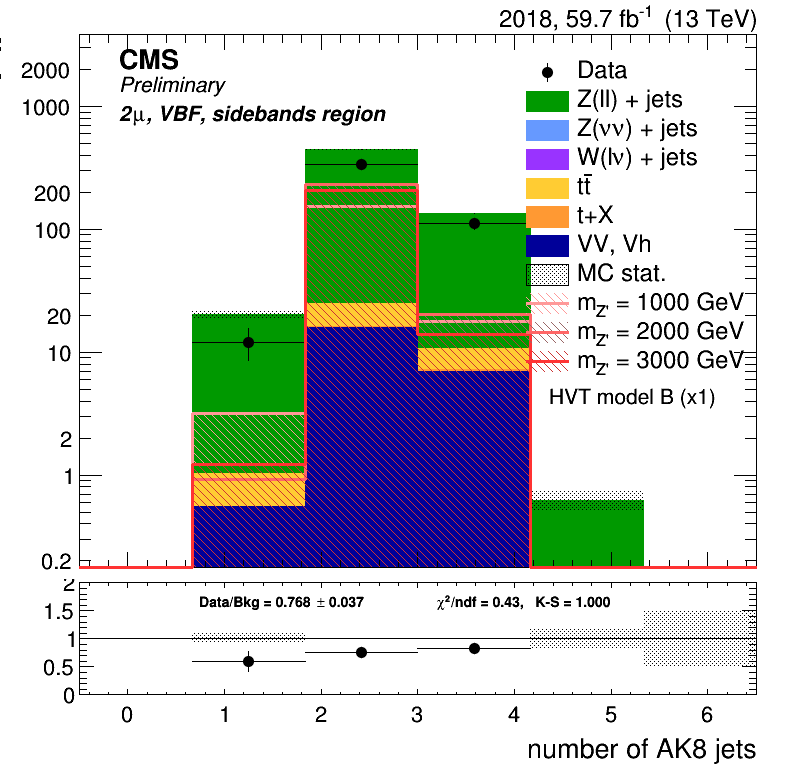 2018, 59.7 fb⁻¹ (13 TeV)
CMS
Preliminary
2μ, VBF, sidebands region
Data
Z(ll) + jets
Z(νν) + jets
W(lν) + jets
tt̄
t+X
VV, Vh
MC stat.
m_Z' = 1000 GeV
m_Z' = 2000 GeV
m_Z' = 3000 GeV
HVT model B (x1)
2000
1000
200
100
20
10
2
1
0.2
Data/Bkg = 0.768 ± 0.037 χ²/ndf = 0.43, K-S = 1.000
2
1.5
1
0.5
0
0 1 2 3 4 5 6
number of AK8 jets